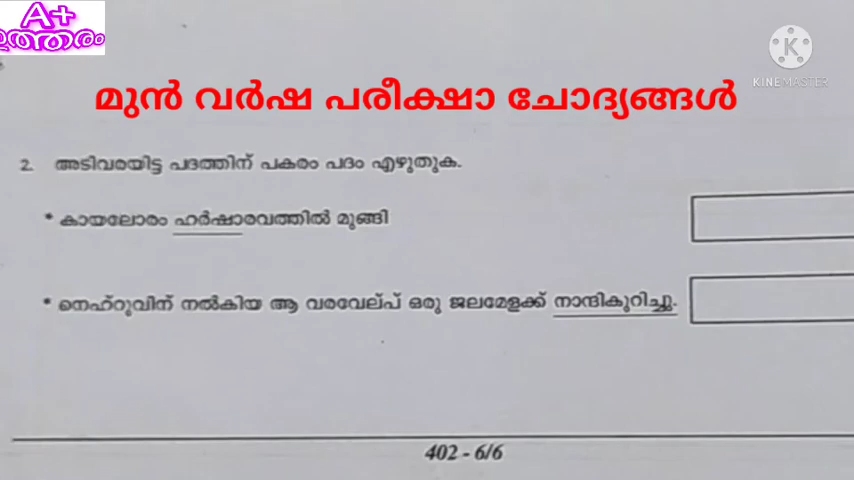 A+
ഉത്തരം
KINEMASTER
മുൻ വർഷ പരീക്ഷാ ചോദ്യങ്ങൾ
2. അടിവരയിട്ട പദത്തിന് പകരം പദം എഴുതുക.
* കായലോരം ഹർഷാരവത്തിൽ മുങ്ങി
* നെഹ്റുവിന് നൽകിയ ആ വരവേല്പ് ഒരു ജലമേളക്ക് നാന്ദികുറിച്ചു.
402 - 6/6